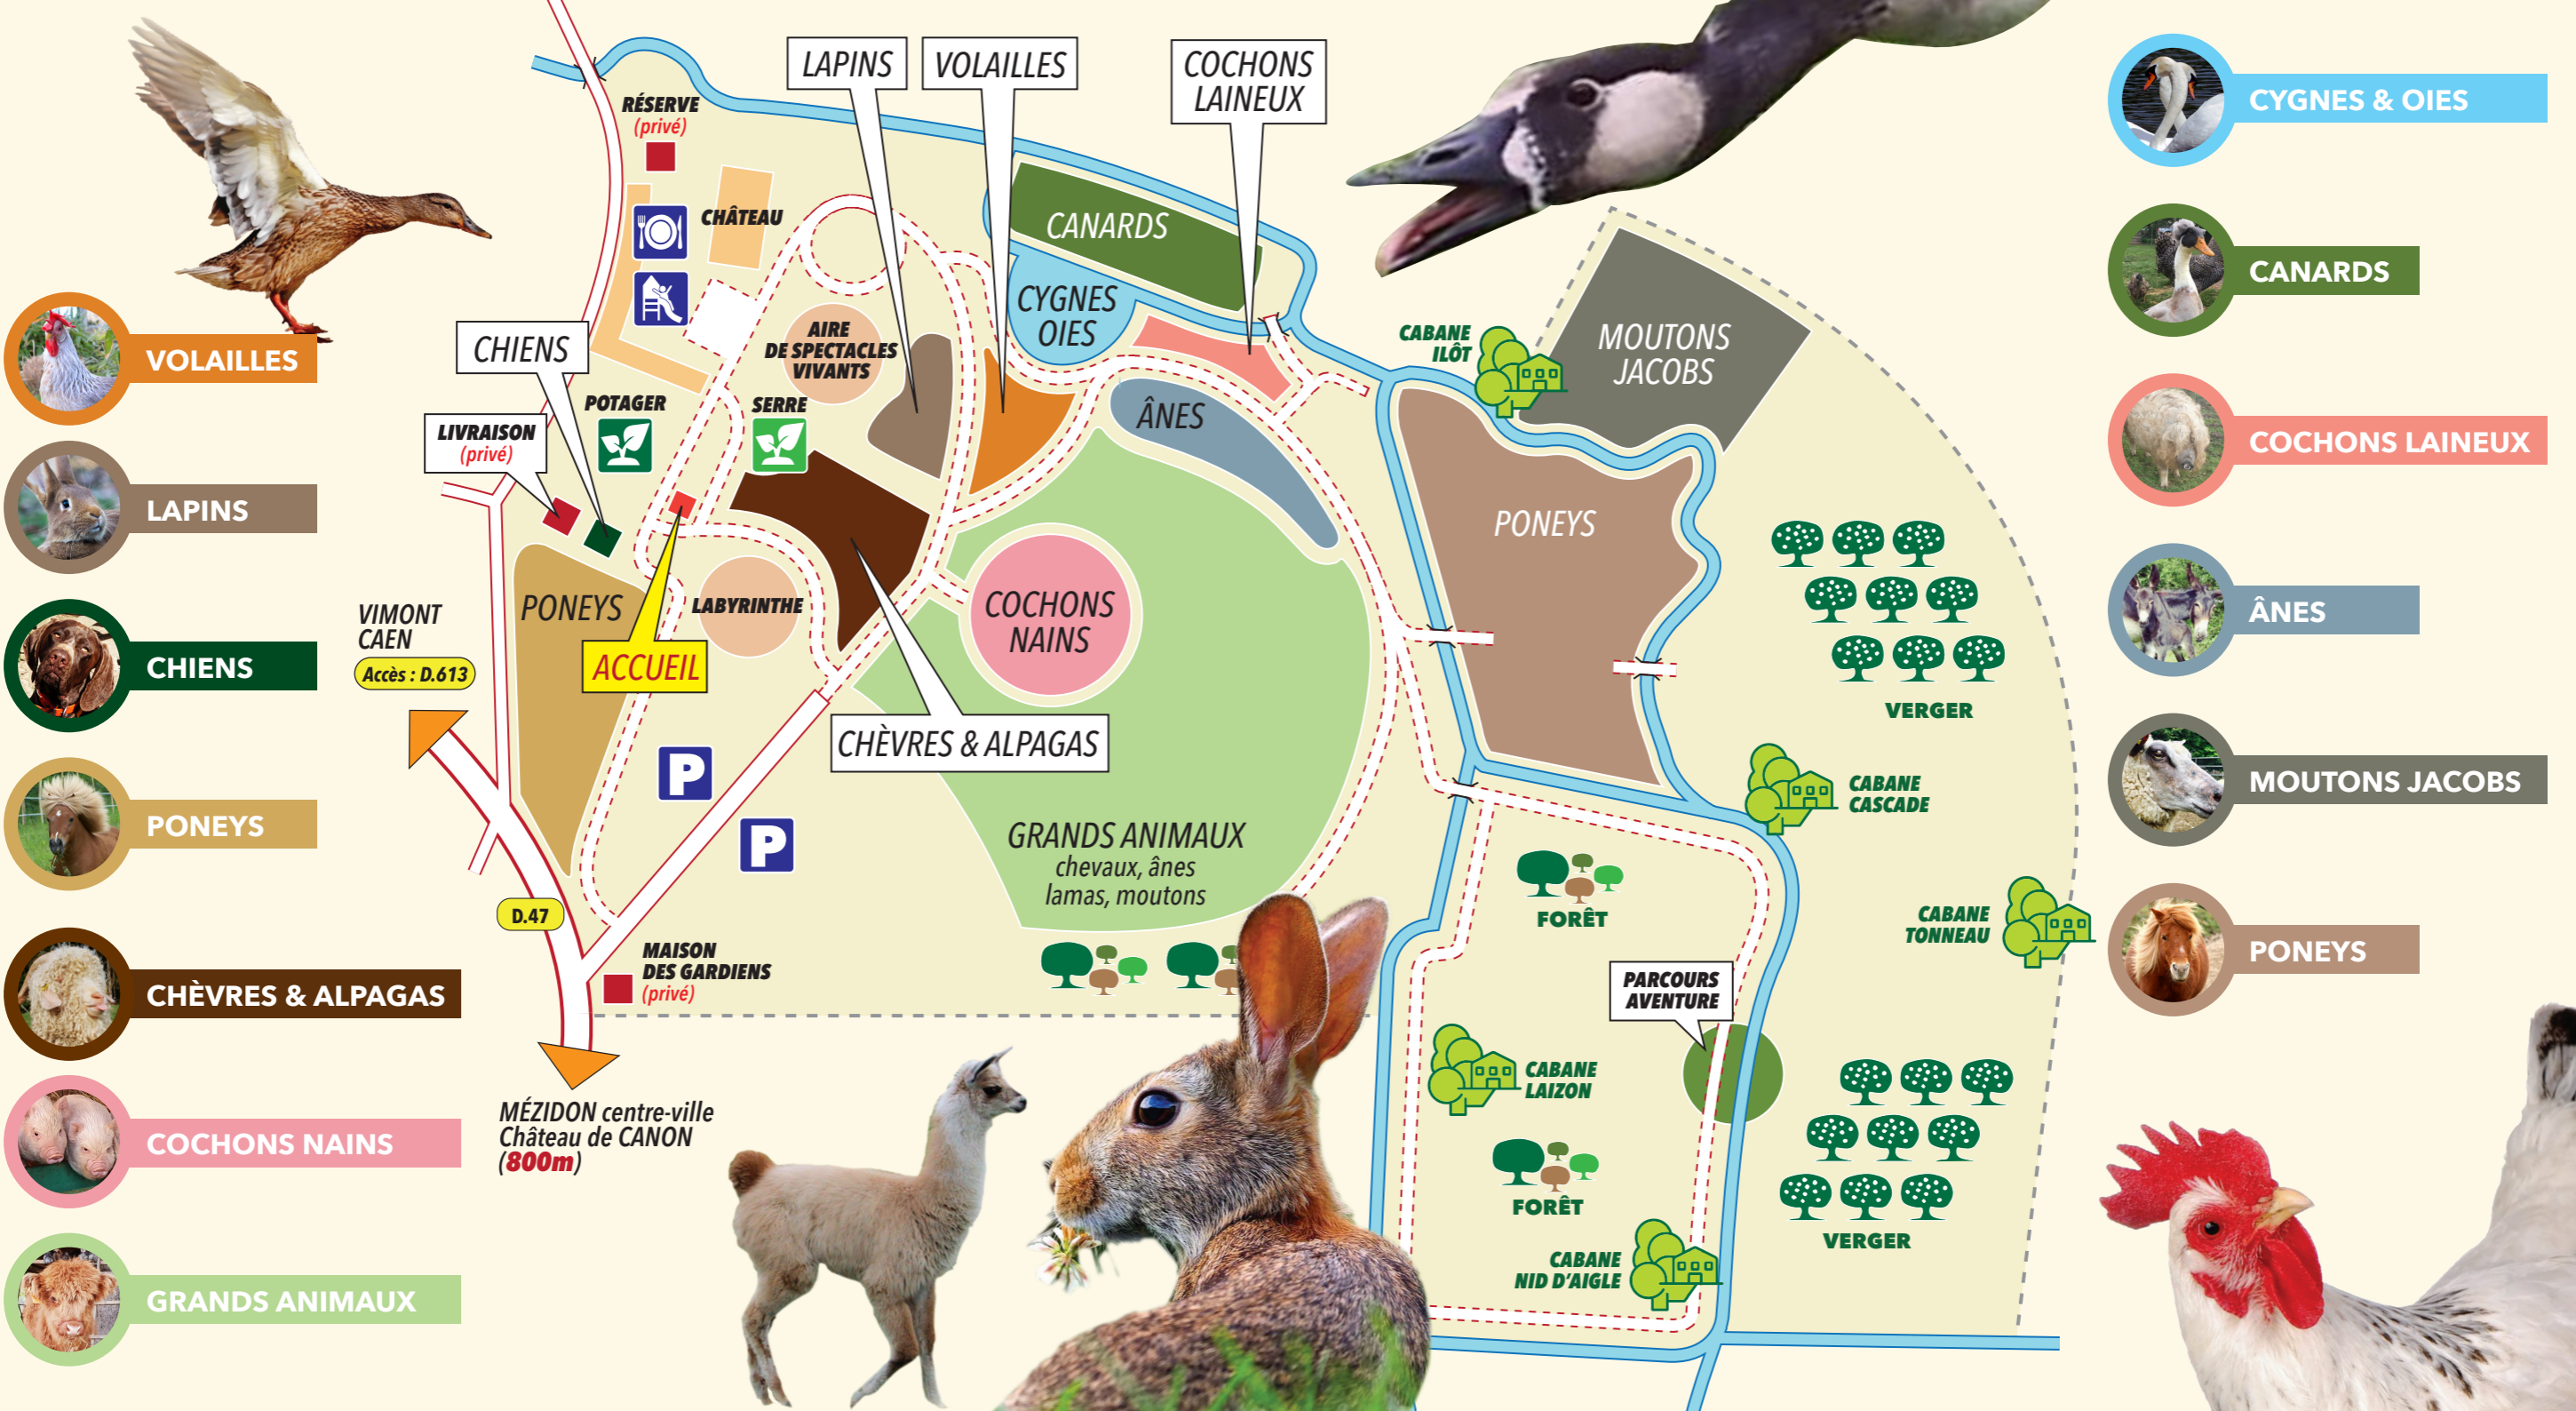 VOLAILLES
LAPINS
CHIENS
PONEYS
CHÈVRES & ALPAGAS
COCHONS NAINS
GRANDS ANIMAUX
LAPINS
VOLAILLES
COCHONS
LAINEUX
RÉSERVE
(privé)
CHÂTEAU
CANARDS
CYGNES
OIES
AIRE
DE SPECTACLES
VIVANTS
CHIENS
LIVRAISON
(privé)
POTAGER
SERRE
ÂNES
CABANE
ILÔT
MOUTONS
JACOBS
PONEYS
PONEYS
LABYRINTHE
ACCUEIL
COCHONS
NAINS
VIMONT
CAEN
Accès : D.613
CHÈVRES & ALPAGAS
P
P
GRANDS ANIMAUX
chevaux, ânes
lamas, moutons
VERGER
CABANE
CASCADE
CABANE
TONNEAU
FORÊT
D.47
MAISON
DES GARDIENS
(privé)
PARCOURS
AVENTURE
CABANE
LAIZON
MÉZIDON centre-ville
Château de CANON
(800m)
FORÊT
CABANE
NID D'AIGLE
VERGER
CYGNES & OIES
CANARDS
COCHONS LAINEUX
ÂNES
MOUTONS JACOBS
PONEYS